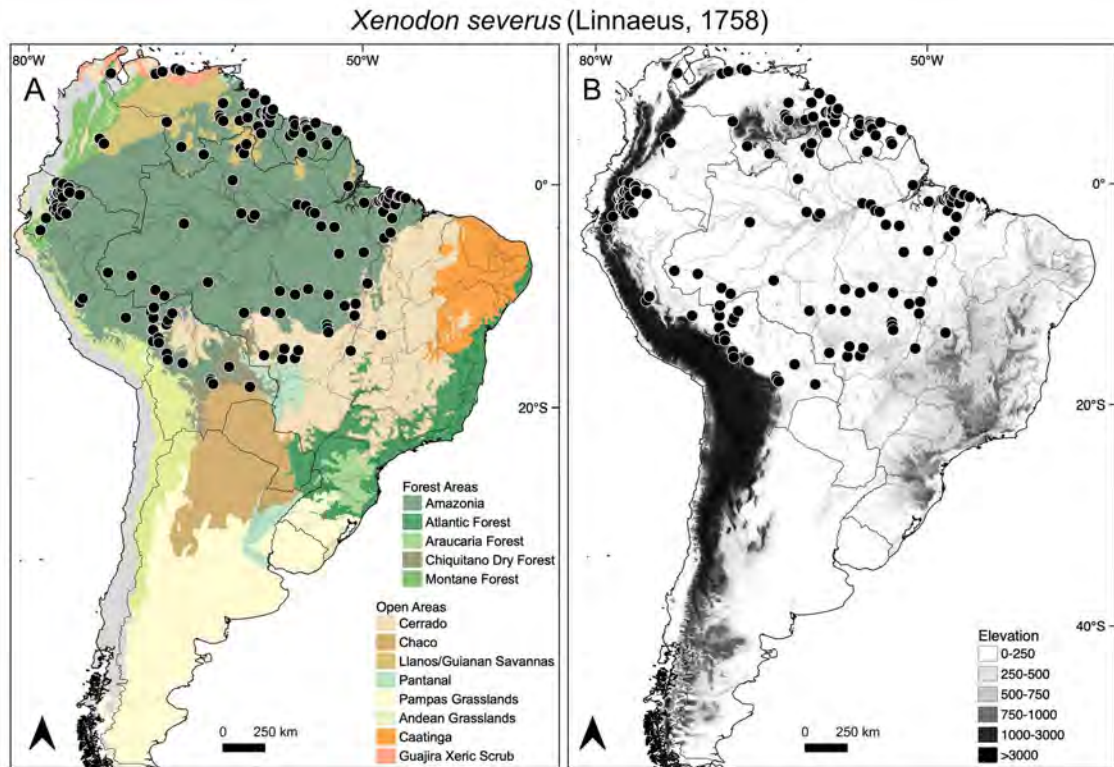 Xenodon severus (Linnaeus, 1758)
80°W
50°W
A
0°
20°S
Forest Areas
Amazonia
Atlantic Forest
Araucaria Forest
Chiquitano Dry Forest
Montane Forest
Open Areas
Cerrado
Chaco
Llanos/Guianan Savannas
Pantanal
Pampas Grasslands
Andean Grasslands
Caatinga
Guajira Xeric Scrub
0 250 km
80°W
50°W
B
0°
20°S
40°S
Elevation
0-250
250-500
500-750
750-1000
1000-3000
>3000
0 250 km